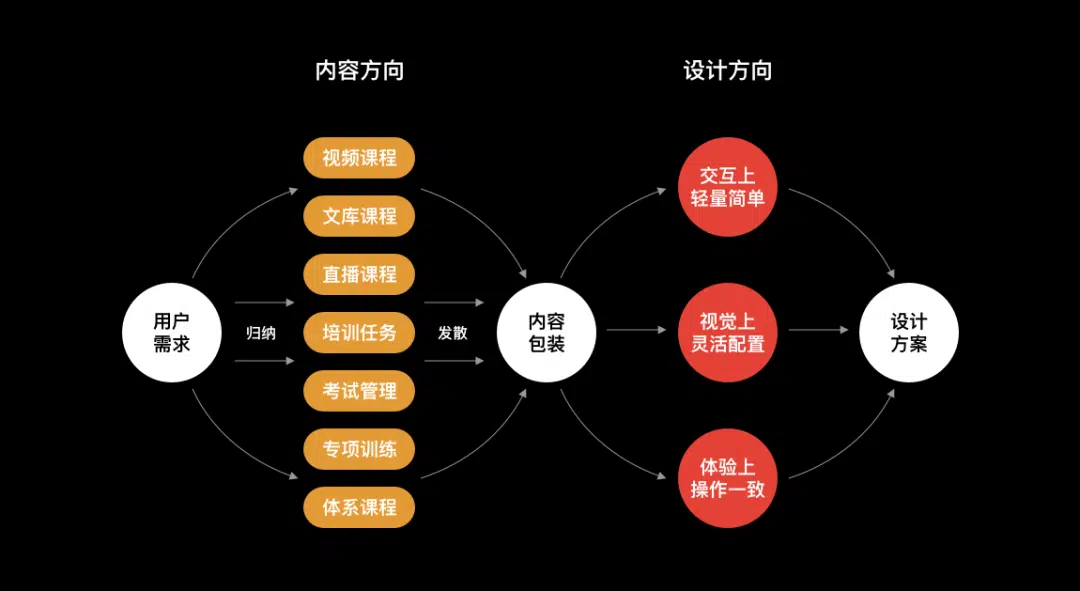 内容方向
设计方向
视频课程
文库课程
直播课程
培训任务
考试管理
专项训练
体系课程
用户
需求
归纳
发散
内容
包装
交互上
轻量简单
视觉上
灵活配置
体验上
操作一致
设计
方案